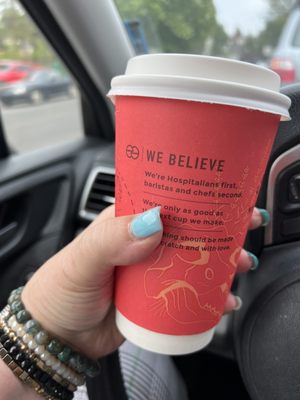 WE BELIEVE
We're Hospitalians first,
baristas and chefs second.
We're only as good as
next cup we make.
should be made
and with love.